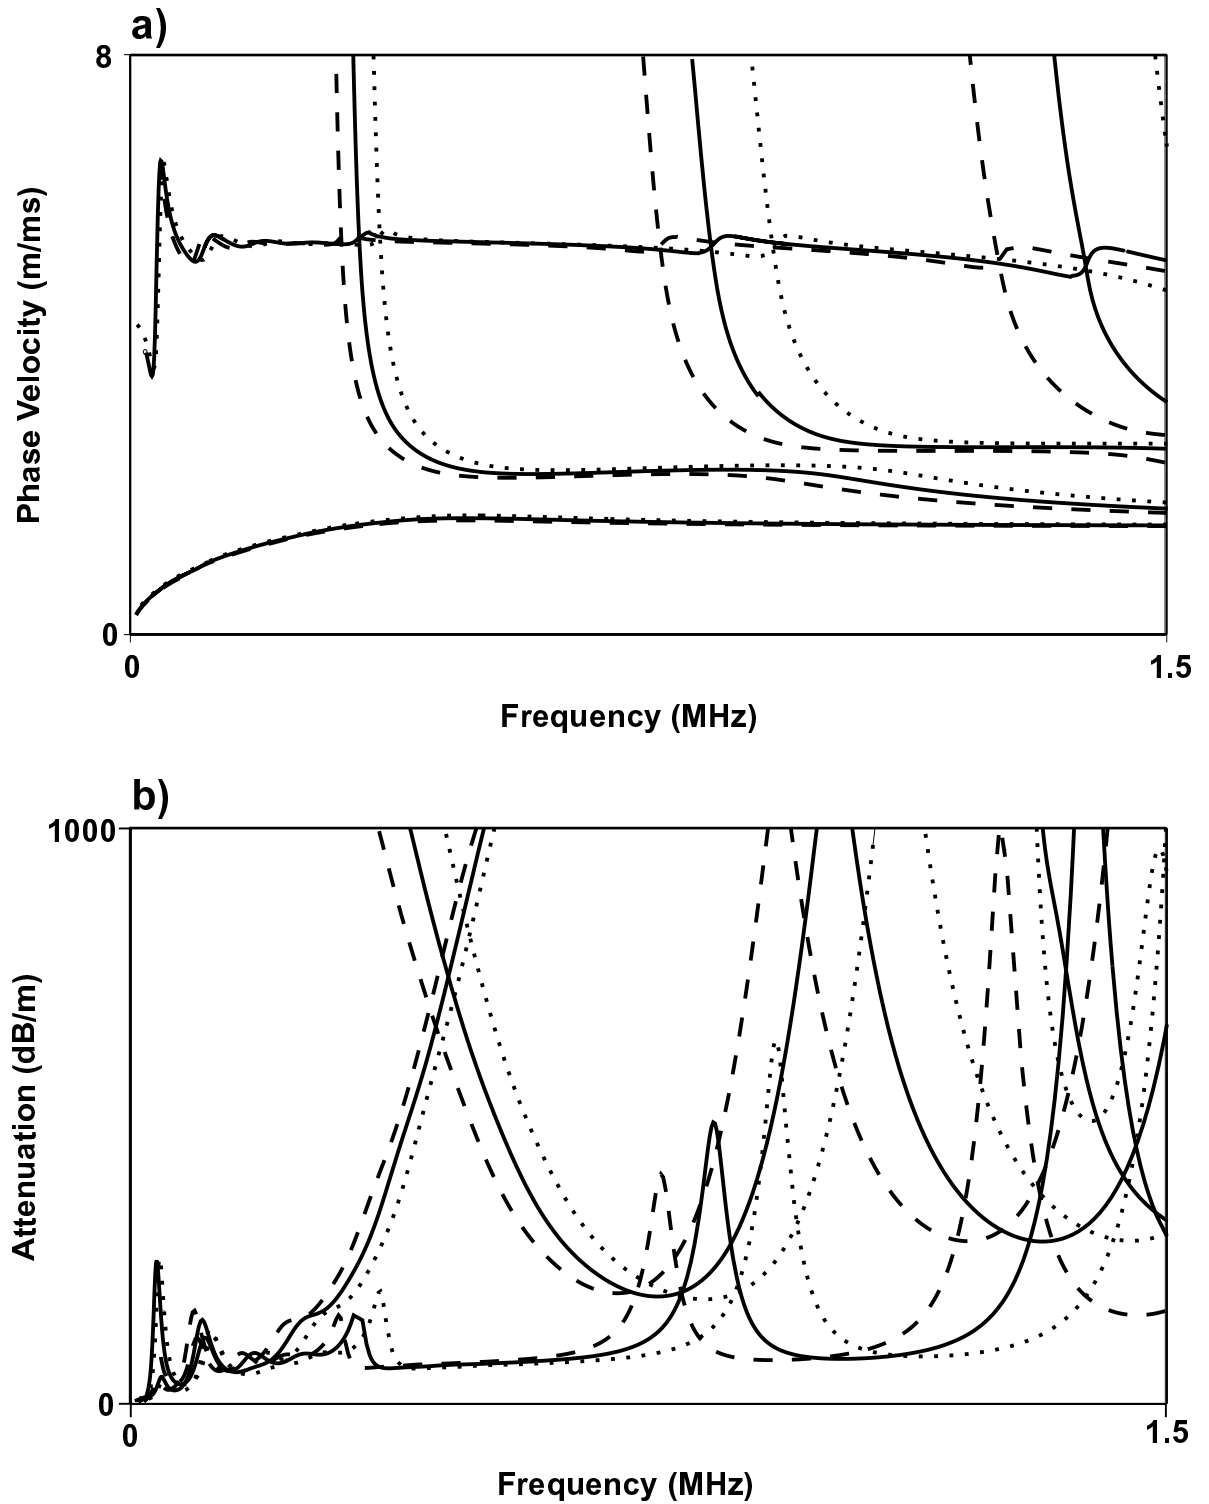 a)
8
Phase Velocity (m/ms)
0
0
1.5
Frequency (MHz)
b)
1000
Attenuation (dB/m)
0
0
1.5
Frequency (MHz)